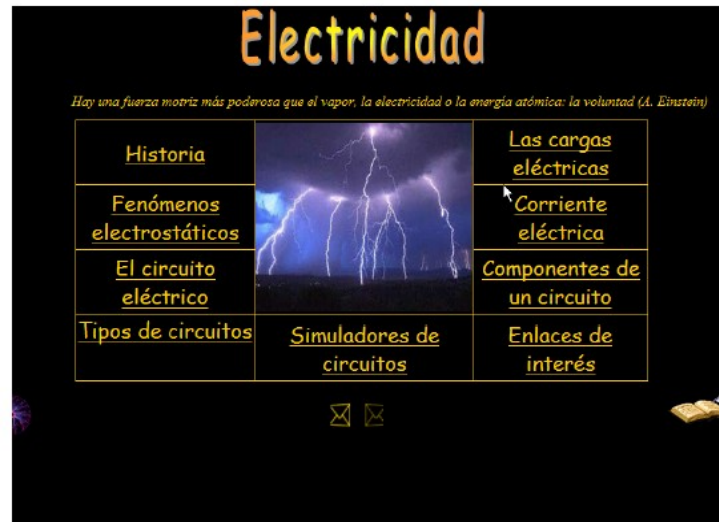 Electricidad
Hay una fuerza motriz más poderosa que el vapor, la electricidad o la energía atómica: la voluntad (A. Einstein)
Historia
Las cargas
eléctricas
Fenómenos
electrostáticos
Corriente
eléctrica
El circuito
eléctrico
Componentes de
un circuito
Tipos de circuitos
Simuladores de
circuitos
Enlaces de
interés